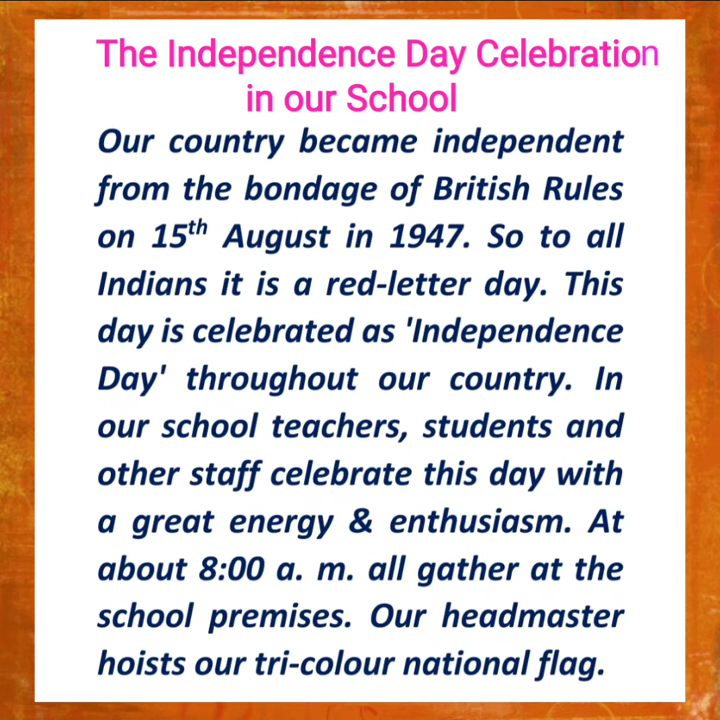 The Independence Day Celebration
in our School
Our country became independent
from the bondage of British Rules
on 15th August in 1947. So to all
Indians it is a red-letter day. This
day is celebrated as 'Independence
Day' throughout our country. In
our school teachers, students and
other staff celebrate this day with
a great energy & enthusiasm. At
about 8:00 a. m. all gather at the
school premises. Our headmaster
hoists our tri-colour national flag.